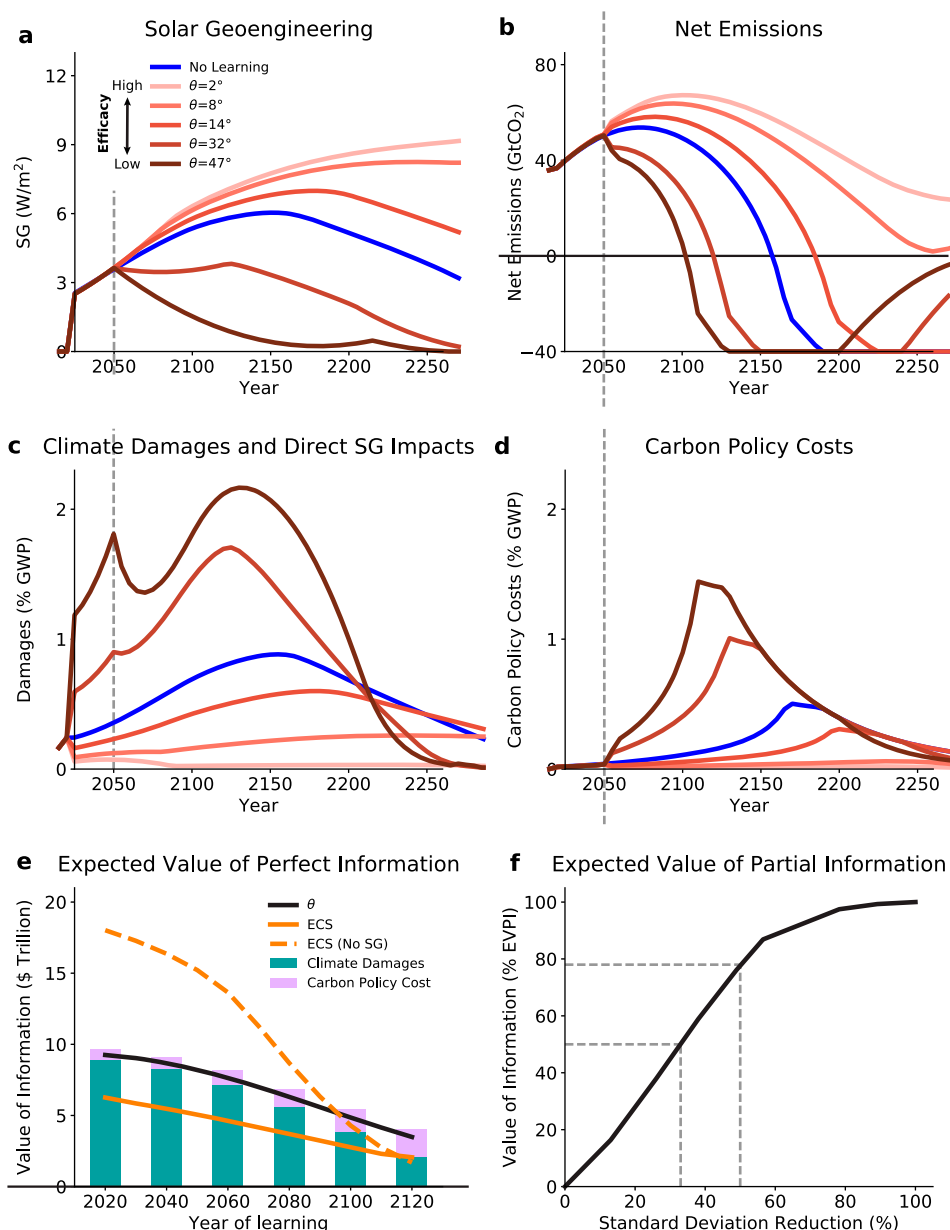 a Solar Geoengineering
12
9
6
3
0
SG (W/m²)
No Learning
θ=2°
θ=8°
θ=14°
θ=32°
θ=47°
High
Efficacy
Low
2050 2100 2150 2200 2250
Year
b Net Emissions
80
40
0
−40
Net Emissions (GtCO₂)
2050 2100 2150 2200 2250
Year
c Climate Damages and Direct SG Impacts
2
1
0
Damages (% GWP)
2050 2100 2150 2200 2250
Year
d Carbon Policy Costs
2
1
0
Carbon Policy Costs (% GWP)
2050 2100 2150 2200 2250
Year
e Expected Value of Perfect Information
20
15
10
5
0
Value of Information ($ Trillion)
θ
ECS
ECS (No SG)
Climate Damages
Carbon Policy Cost
2020 2040 2060 2080 2100 2120
Year of learning
f Expected Value of Partial Information
100
80
60
40
20
0
Value of Information (% EVPI)
0 20 40 60 80 100
Standard Deviation Reduction (%)